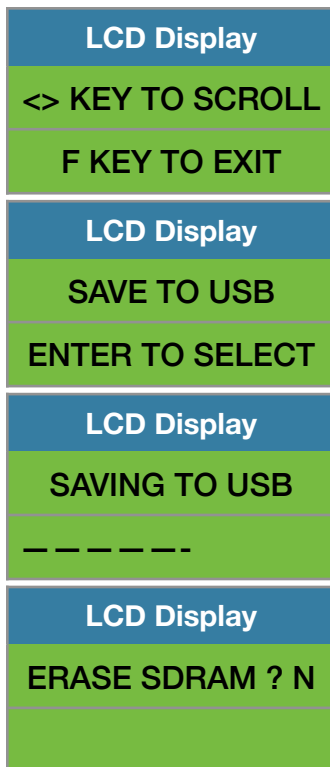 LCD Display
<> KEY TO SCROLL
F KEY TO EXIT
LCD Display
SAVE TO USB
ENTER TO SELECT
LCD Display
SAVING TO USB
— — — — —-
LCD Display
ERASE SDRAM ? N